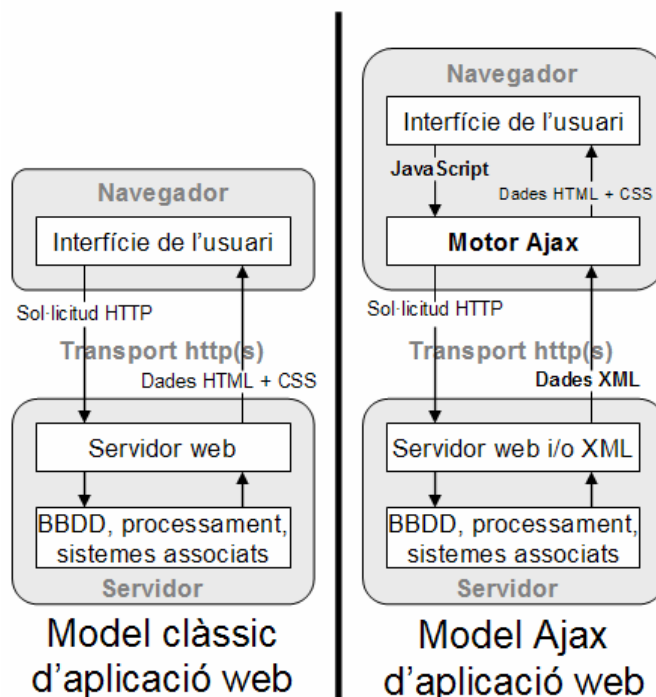 Navegador
Interfície de l'usuari
Sol·licitud HTTP
Transport http(s)
Dades HTML + CSS
Servidor web
BBDD, processament,
sistemes associats
Servidor
Model clàssic
d'aplicació web
Navegador
Interfície de l'usuari
JavaScript
Dades HTML + CSS
Motor Ajax
Sol·licitud HTTP
Transport http(s)
Dades XML
Servidor web i/o XML
BBDD, processament,
sistemes associats
Servidor
Model Ajax
d'aplicació web